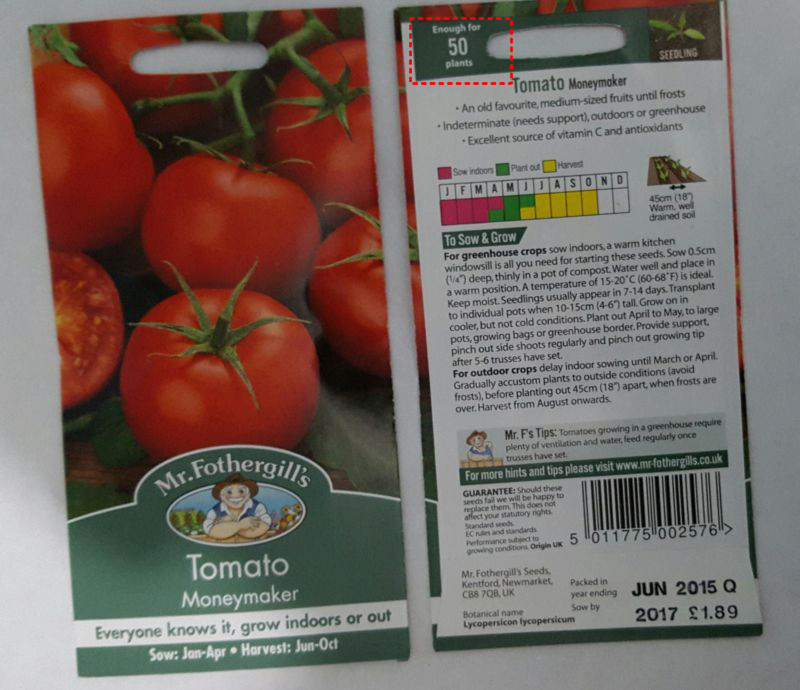 Mr.Fothergill's
Tomato
Moneymaker
Everyone knows it, grow indoors or out
Sow: Jan-Apr • Harvest: Jun-Oct
Enough for
50
plants
SEEDLING
Tomato Moneymaker
• An old favourite, medium-sized fruits until frosts
• Indeterminate (needs support), outdoors or greenhouse
• Excellent source of vitamin C and antioxidants
Sow indoors Plant out Harvest
J F M A M J J A S O N D
45cm (18")
Warm, well
drained soil
To Sow & Grow
For greenhouse crops sow indoors, a warm kitchen
windowsill is all you need for starting these seeds. Sow 0.5cm
(¼") deep, thinly in a pot of compost. Water well and place in
a warm position. A temperature of 15-20˚C (60-68˚F) is ideal.
Keep moist. Seedlings usually appear in 7-14 days. Transplant
to individual pots when 10-15cm (4-6") tall. Grow on in
cooler, but not cold conditions. Plant out April to May, to large
pots, growing bags or greenhouse border. Provide support,
pinch out side shoots regularly and pinch out growing tip
after 5-6 trusses have set.
For outdoor crops delay indoor sowing until March or April.
Gradually accustom plants to outside conditions (avoid
frosts), before planting out 45cm (18") apart, when frosts are
over. Harvest from August onwards.
Mr. F's Tips: Tomatoes growing in a greenhouse require
plenty of ventilation and water, feed regularly once
trusses have set.
For more hints and tips please visit www.mr-fothergills.co.uk
GUARANTEE: Should these
seeds fail we will be happy to
replace them. This does not
affect your statutory rights.
Standard seeds.
EC rules and standards.
Performance subject to
growing conditions. Origin UK
5 011775 002576 >
Mr. Fothergill's Seeds,
Kentford, Newmarket,
CB8 7QB, UK
Packed in
year ending JUN 2015 Q
Sow by 2017 £1.89
Botanical name
Lycopersicon lycopersicum